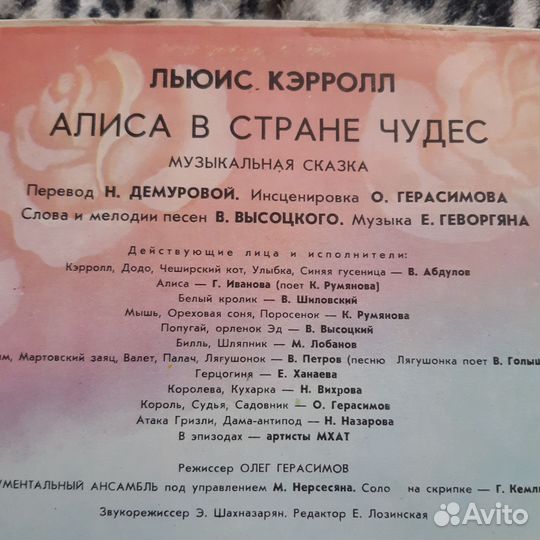 ЛЬЮИС КЭРРОЛЛ
АЛИСА В СТРАНЕ ЧУДЕС
МУЗЫКАЛЬНАЯ СКАЗКА
Перевод Н. ДЕМУРОВОЙ. Инсценировка О. ГЕРАСИМОВА
Слова и мелодии песен В. ВЫСОЦКОГО. Музыка Е. ГЕВОРГЯНА
Действующие лица и исполнители:
Кэрролл, Додо, Чеширский кот, Улыбка, Синяя гусеница — В. Абдулов
Алиса — Г. Иванова (поет К. Румянова)
Белый кролик — В. Шиловский
Мышь, Ореховая соня, Поросенок — К. Румянова
Попугай, орленок Эд — В. Высоцкий
Билль, Шляпник — М. Лобанов
Мартовский заяц, Валет, Палач, Лягушонок — В. Петров (песню Лягушонка поет В.
Герцогиня — Е. Ханаева
Королева, Кухарка — Н. Вихрова
Король, Судья, Садовник — О. Герасимов
Атака Гризли, Дама-антипод — Н. Назарова
В эпизодах — артисты МХАТ
Режиссер ОЛЕГ ГЕРАСИМОВ
АНСАМБЛЬ под управлением М. Нерсесяна. Соло на скрипке — Г.
Звукорежиссер Э. Шахназарян. Редактор Е. Лозинская
Avito